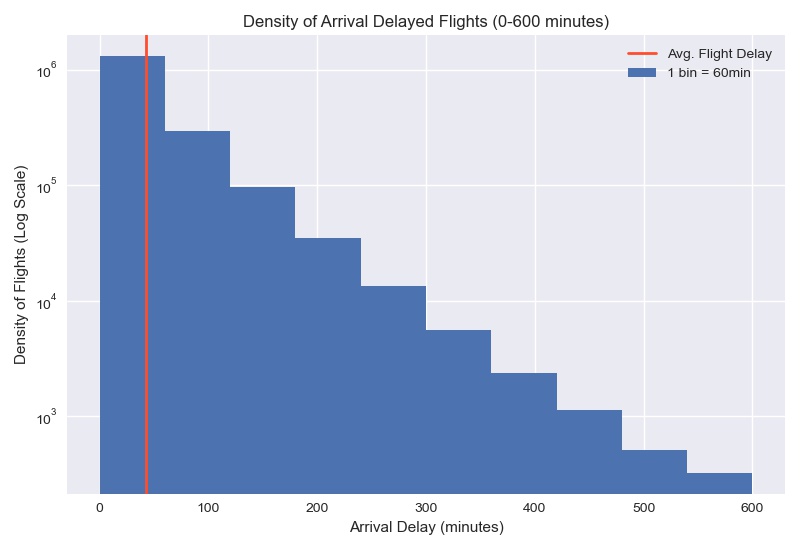 Density of Arrival Delayed Flights (0-600 minutes)
Avg. Flight Delay
1 bin = 60min
Density of Flights (Log Scale)
10^6
10^5
10^4
10^3
0 100 200 300 400 500 600
Arrival Delay (minutes)